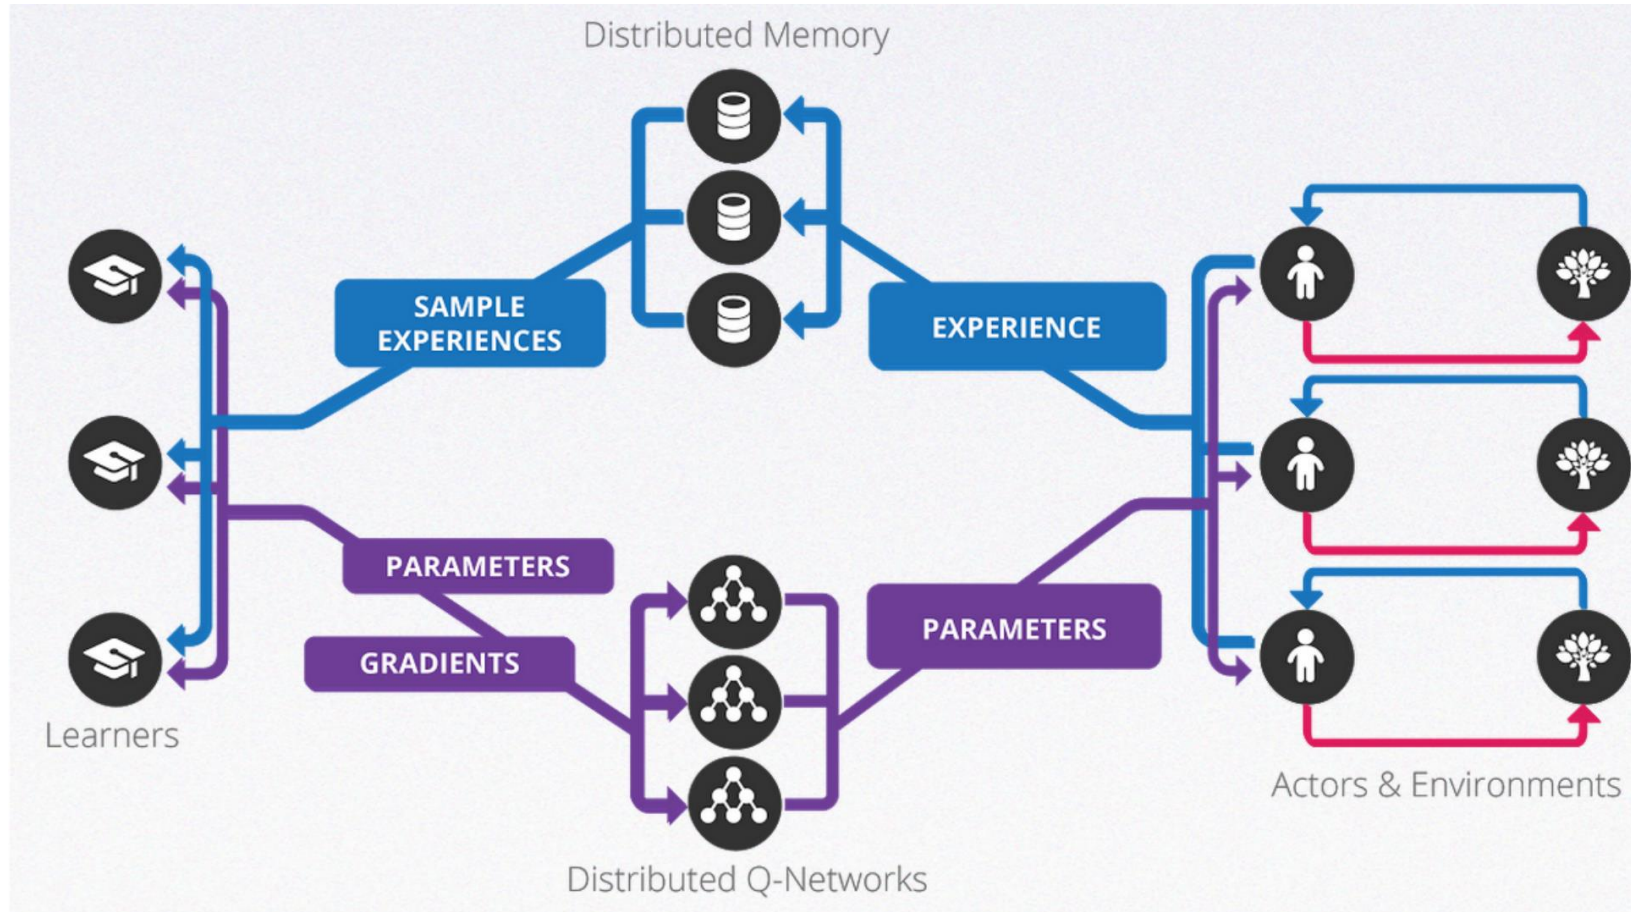 Distributed Memory
SAMPLE
EXPERIENCES
EXPERIENCE
PARAMETERS
GRADIENTS
PARAMETERS
Learners
Actors & Environments
Distributed Q-Networks